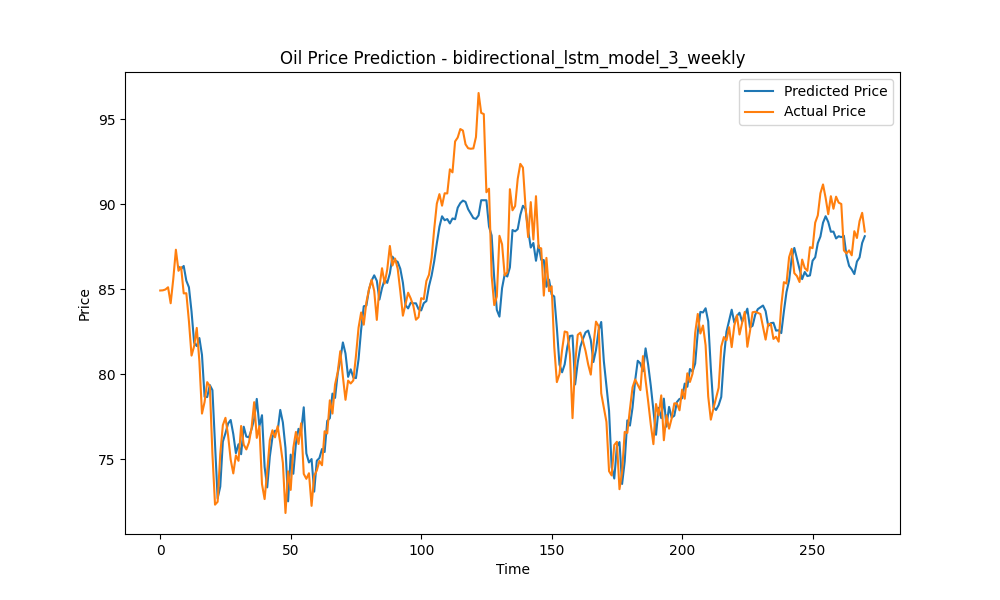 Oil Price Prediction - bidirectional_lstm_model_3_weekly
Predicted Price
Actual Price
95
90
85
80
75
Price
0 50 100 150 200 250
Time